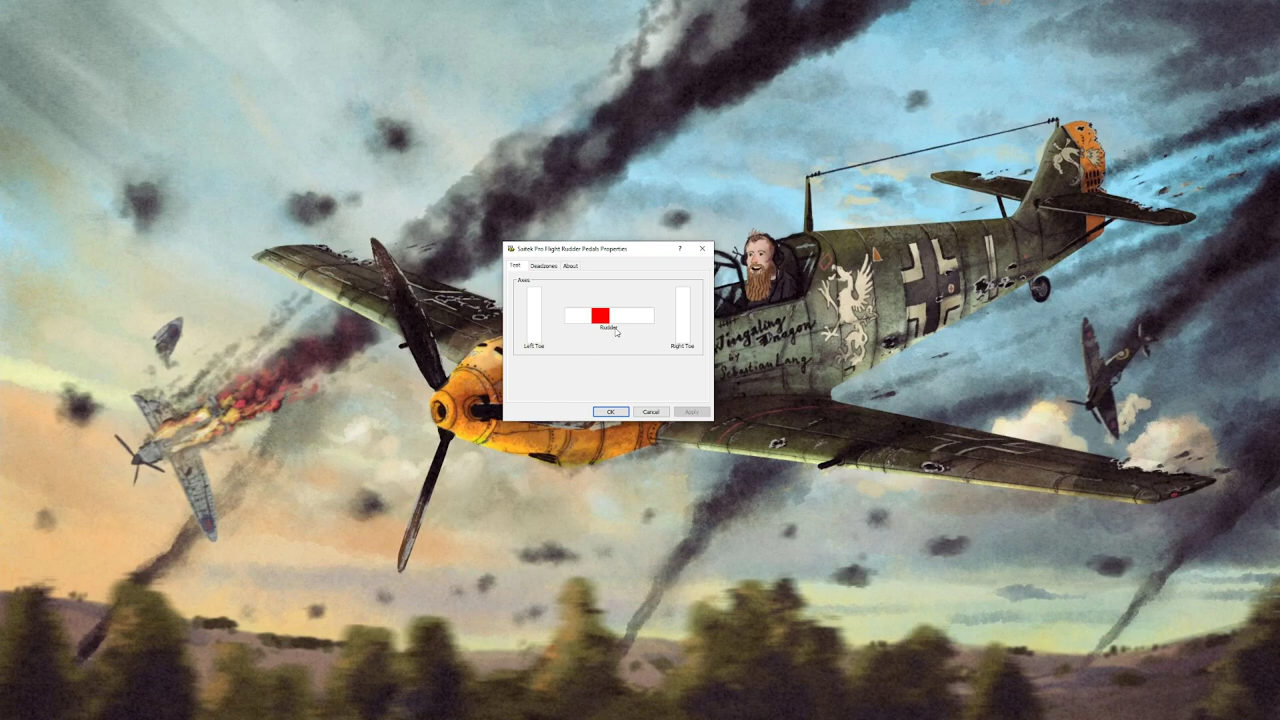 Saitek Pro Flight Rudder Pedals Properties
Test Deadzones About
Axes
Rudder
Left Toe Right Toe
OK Cancel Apply
Jingaling
Dragon
by
Sebastian Lang